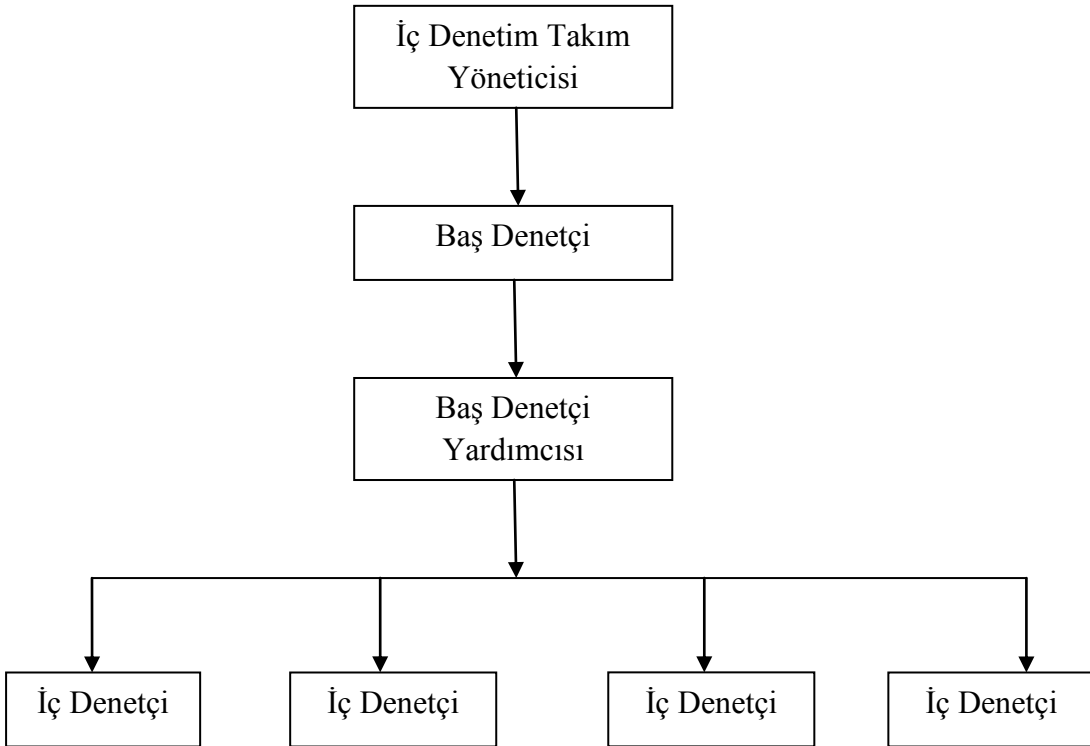 İç Denetim Takım
Yöneticisi
Baş Denetçi
Baş Denetçi
Yardımcısı
İç Denetçi
İç Denetçi
İç Denetçi
İç Denetçi